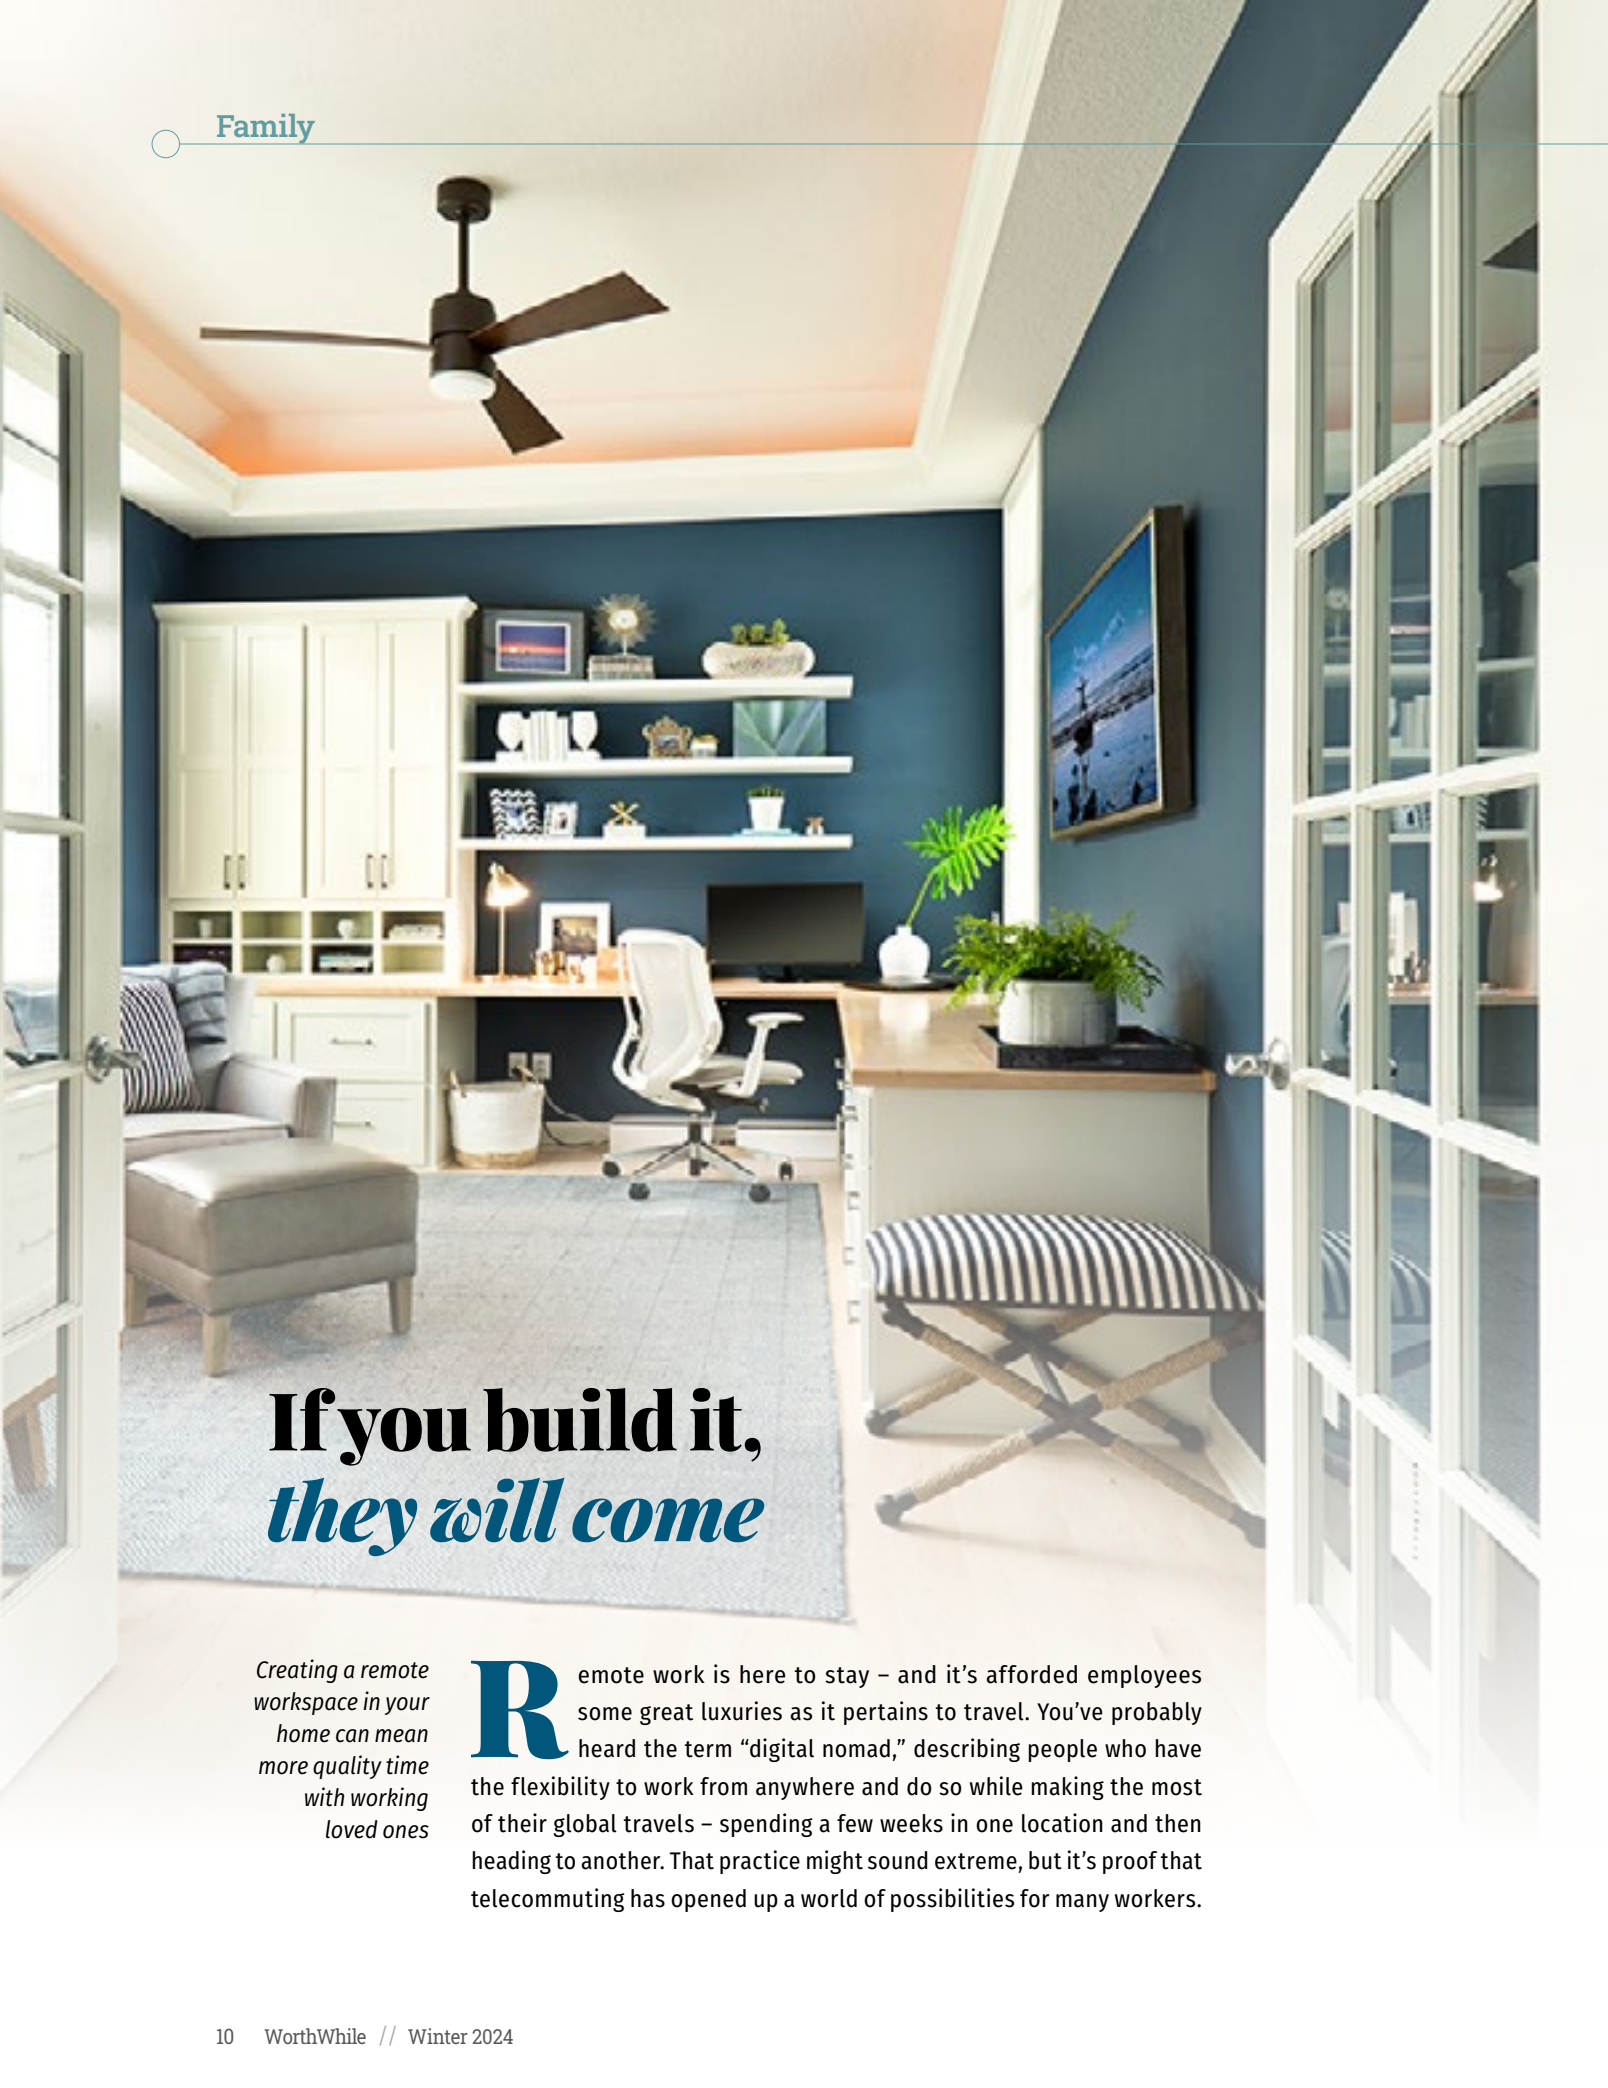 Family
If you build it,
they will come
Creating a remote
workspace in your
home can mean
more quality time
with working
loved ones
Remote work is here to stay – and it’s afforded employees
some great luxuries as it pertains to travel. You’ve probably
heard the term “digital nomad,” describing people who have
the flexibility to work from anywhere and do so while making the most
of their global travels – spending a few weeks in one location and then
heading to another. That practice might sound extreme, but it’s proof that
telecommuting has opened up a world of possibilities for many workers.
10 WorthWhile // Winter 2024